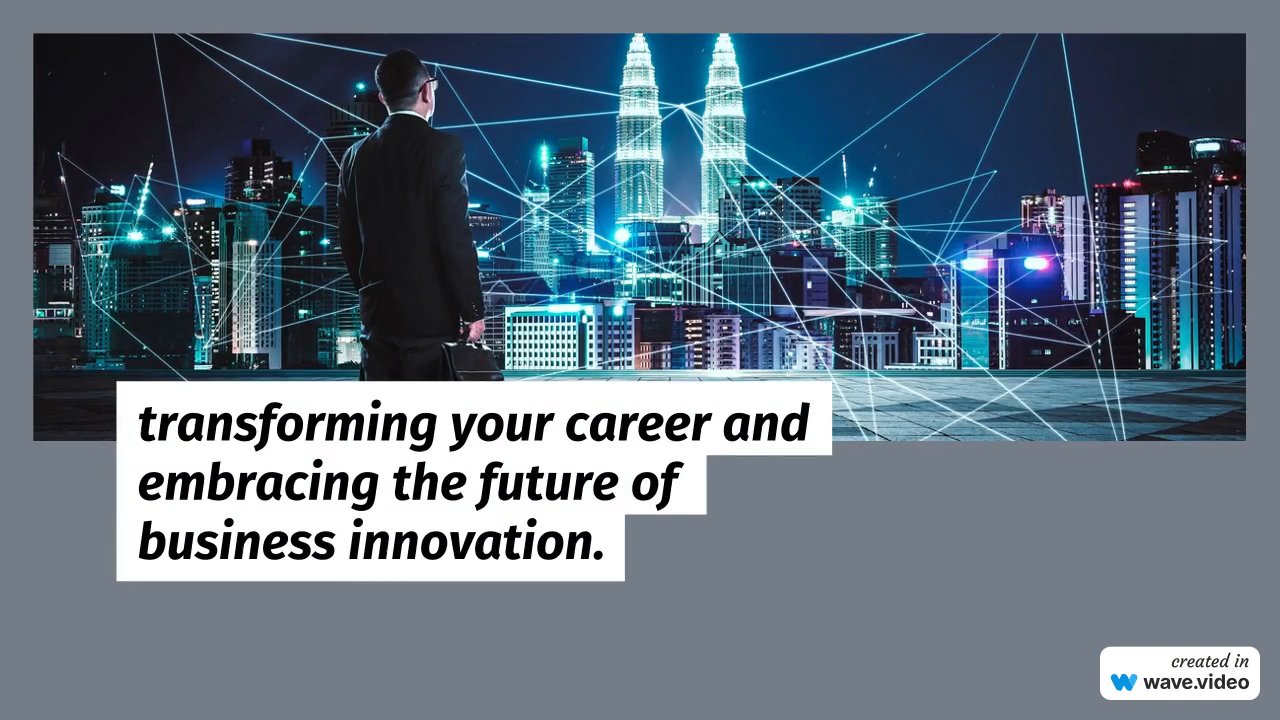 transforming your career and
embracing the future of
business innovation.
created in
wave.video